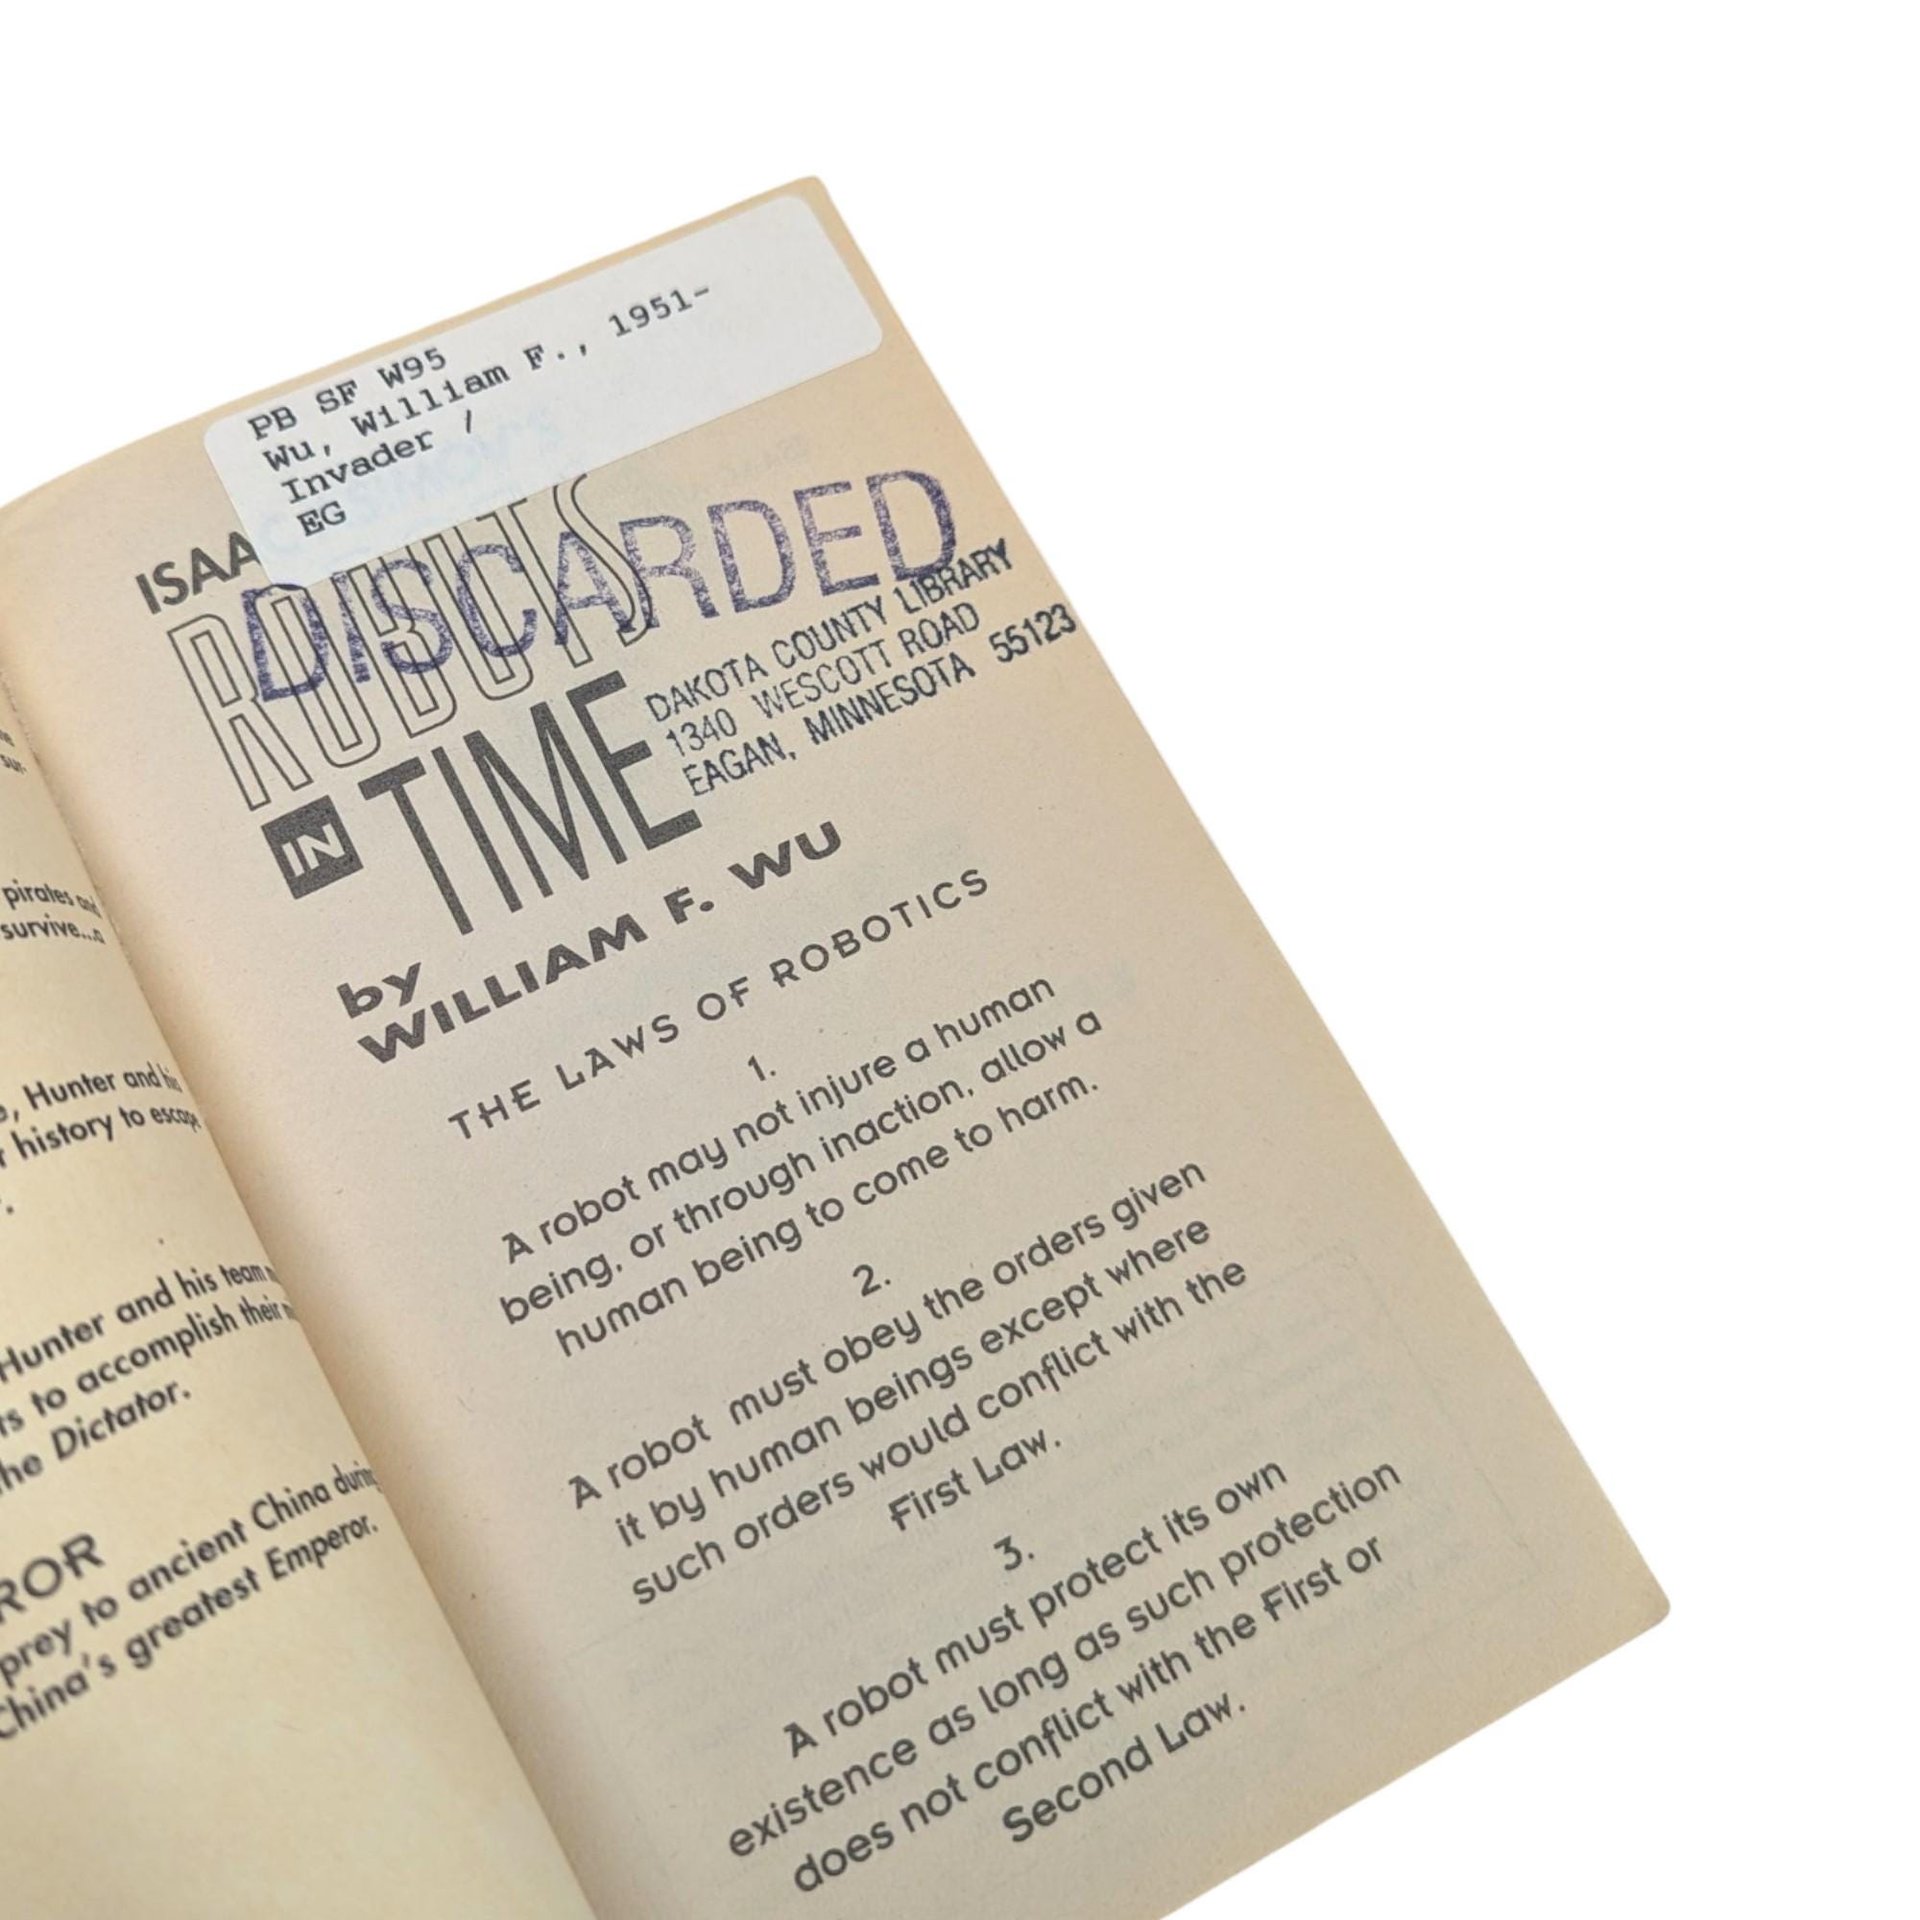 sur-
pirates and
survive...a
, Hunter and his
history to escape
Hunter and his team
to accomplish their
the Dictator.
ROR
prey to ancient China during
China's greatest Emperor.
PB SF W95
Wu, William F., 1951-
Invader /
EG
ISAA
ROBOTS
DISCARDED
IN TIME
DAKOTA COUNTY LIBRARY
1340 WESCOTT ROAD
EAGAN, MINNESOTA 55123
by
WILLIAM F. WU
THE LAWS OF ROBOTICS
1.
A robot may not injure a human
being, or through inaction, allow a
human being to come to harm.
2.
A robot must obey the orders given
it by human beings except where
such orders would conflict with the
First Law.
3.
A robot must protect its own
existence as long as such protection
does not conflict with the First or
Second Law.